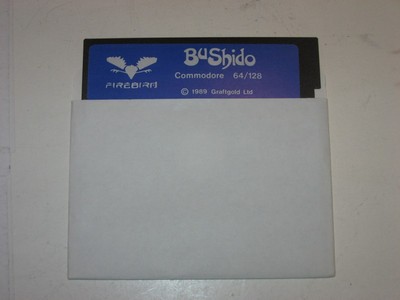 BuShido
Commodore 64/128
FIREBIRD
© 1989 Graftgold Ltd